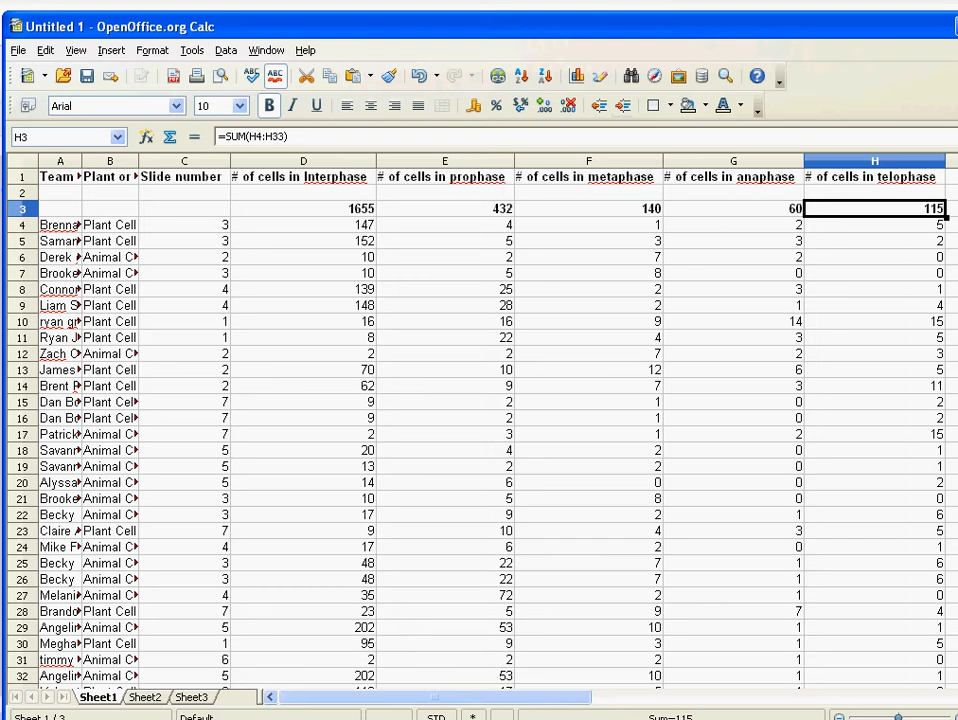 Untitled 1 - OpenOffice.org Calc
File Edit View Insert Format Tools Data Window Help
Arial 10
H3 =SUM(H4:H33)
A B C D E F G H
1 Team Plant or Slide number # of cells in Interphase # of cells in prophase # of cells in metaphase # of cells in anaphase # of cells in telophase
2
3 1655 432 140 60 115
4 Brenna Plant Cell 3 147 4 1 2 5
5 Samar Plant Cell 3 152 5 3 3 2
6 Derek Animal C 2 10 2 7 2 0
7 Brooke Animal C 3 10 5 8 0 0
8 Connor Plant Cell 4 139 25 2 3 1
9 Liam S Plant Cell 4 148 28 2 1 4
10 ryan gr Plant Cell 1 16 16 9 14 15
11 Ryan J Plant Cell 1 8 22 4 3 5
12 Zach C Animal C 2 2 2 7 2 3
13 James Plant Cell 2 70 10 12 6 5
14 Brent F Plant Cell 2 62 9 7 3 11
15 Dan Bo Plant Cel 7 9 2 1 0 2
16 Dan Bo Plant Cel 7 9 2 1 0 2
17 Patrick Animal C 7 2 3 1 2 15
18 Savanr Animal C 5 20 4 2 0 1
19 Savanr Animal C 5 13 2 2 0 1
20 Alyssa Animal C 5 14 6 0 0 2
21 Brooke Animal C 3 10 5 8 0 1
22 Becky Animal C 3 17 9 2 1 6
23 Claire Plant Cell 7 9 10 4 3 5
24 Mike F Animal C 4 17 6 2 0 1
25 Becky Animal C 3 48 22 7 1 6
26 Becky Animal C 3 48 22 7 1 6
27 Melani Animal C 4 35 72 2 1 0
28 Brando Plant Cell 7 23 5 9 7 4
29 Angelin Animal C 5 202 53 10 1 1
30 Megha Plant Cell 1 95 9 3 1 5
31 timmy Animal C 6 2 2 2 1 0
32 Angelin Animal C 5 202 53 10 1 1
Sheet1 Sheet2 Sheet3
Sheet 1 / 3 Default STD * Sum=115